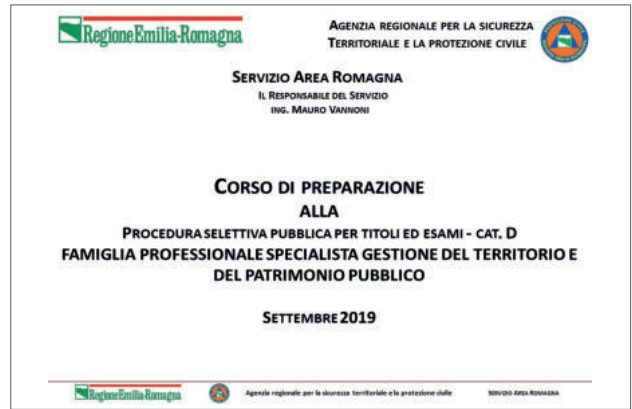 RegioneEmilia-Romagna
AGENZIA REGIONALE PER LA SICUREZZA
TERRITORIALE E LA PROTEZIONE CIVILE
SERVIZIO AREA ROMAGNA
IL RESPONSABILE DEL SERVIZIO
ING. MAURO VANNONI
CORSO DI PREPARAZIONE
ALLA
PROCEDURA SELETTIVA PUBBLICA PER TITOLI ED ESAMI - CAT. D
FAMIGLIA PROFESSIONALE SPECIALISTA GESTIONE DEL TERRITORIO E
DEL PATRIMONIO PUBBLICO
SETTEMBRE 2019
RegioneEmilia-Romagna
Agenzia regionale per la sicurezza territoriale e la protezione civile
SERVIZIO AREA ROMAGNA